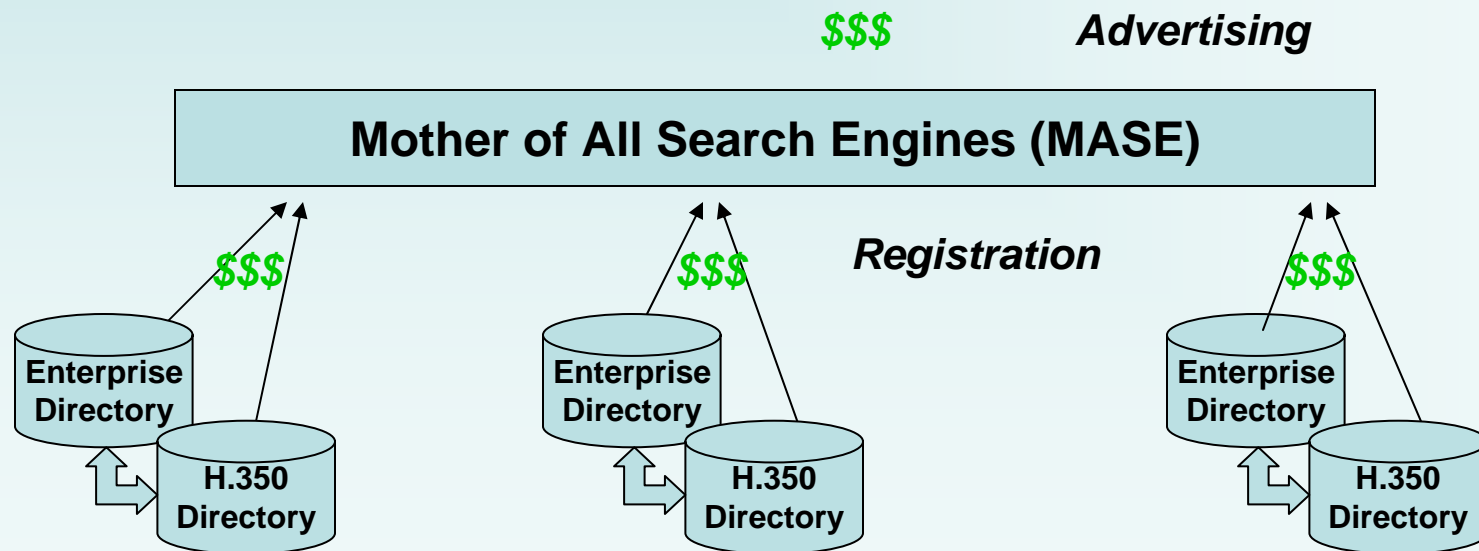 $$$ Advertising
Mother of All Search Engines (MASE)
Registration
$$$
$$$
$$$
Enterprise
Directory
H.350
Directory
Enterprise
Directory
H.350
Directory
Enterprise
Directory
H.350
Directory